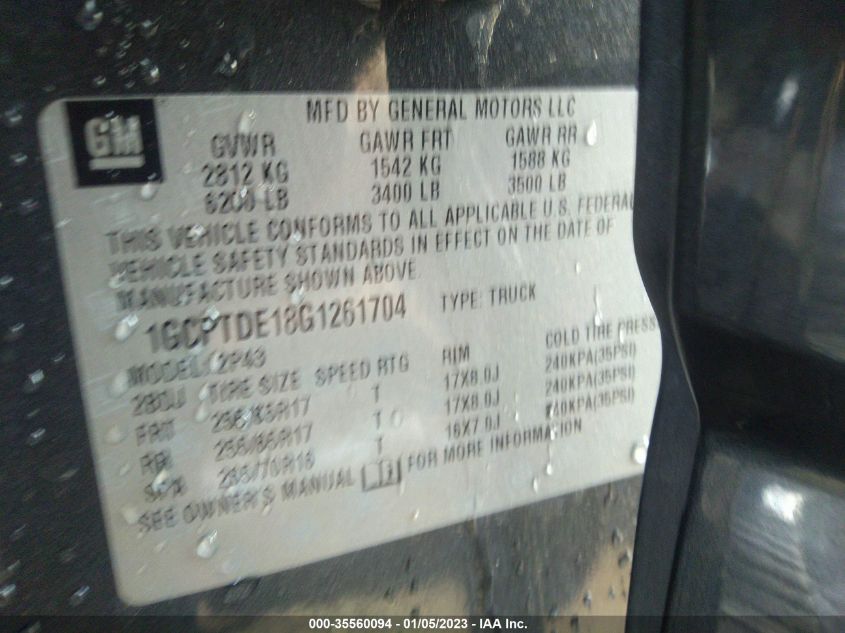 GM
MFD BY GENERAL MOTORS LLC
GVWR GAWR FRT GAWR RR
2812 KG 1542 KG 1588 KG
6200 LB 3400 LB 3500 LB
THIS VEHICLE CONFORMS TO ALL APPLICABLE U.S. FEDERAL
VEHICLE SAFETY STANDARDS IN EFFECT ON THE DATE OF
MANUFACTURE SHOWN ABOVE.
1GCPTDE18G1261704 TYPE: TRUCK
MODEL: 2P43
TIRE SIZE SPEED RTG RIM COLD TIRE PRESS
FRT T 17X8.0J 240KPA(35PSI)
RR T 17X8.0J 240KPA(35PSI)
T 16X7.0J 240KPA(35PSI)
SEE OWNER'S MANUAL FOR MORE INFORMATION
000-35560094 - 01/05/2023 - © IAA, Inc.